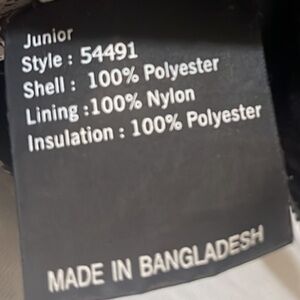 Junior
Style : 54491
Shell : 100% Polyester
Lining :100% Nylon
Insulation : 100% Polyester
MADE IN BANGLADESH